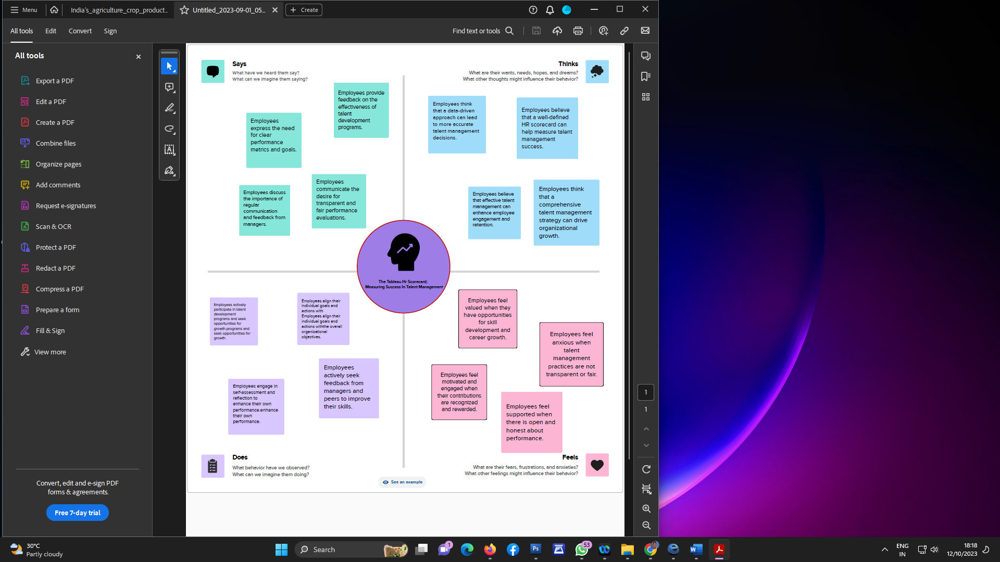 Menu
India's_agriculture_crop_product...
Untitled_2023-09-01_05...
Create
All tools
Edit
Convert
Sign
Find text or tools
All tools
Export a PDF
Edit a PDF
Create a PDF
Combine files
Organize pages
Add comments
Request e-signatures
Scan & OCR
Protect a PDF
Redact a PDF
Compress a PDF
Prepare a form
Fill & Sign
View more
Convert, edit and e-sign PDF
forms & agreements.
Free 7-day trial
Says
What have we heard them say?
What can we imagine them saying?
Employees provide
feedback on the
effectiveness of
talent
development
programs.
Employees
express the need
for clear
performance
metrics and goals.
Employees discuss
the importance of
regular
communication
and feedback from
managers.
Employees
communicate the
desire for
transparent and
fair performance
evaluations.
Thinks
What are their wants, needs, hopes, and dreams?
What other thoughts might influence their behavior?
Employees think
that a data-driven
approach can lead
to more accurate
talent management
decisions.
Employees believe
that a well-defined
HR scorecard can
help measure talent
management
success.
Employees believe
that effective talent
management can
enhance employee
engagement and
retention.
Employees think
that a
comprehensive
talent management
strategy can drive
organizational
growth.
The Tableau Hr Scorecard;
Measuring Success In Talent Management
Employees actively
participate in talent
development
programs and seek
opportunities for
growth.programs and
seek opportunities for
growth.
Employees align their
individual goals and
actions with
Employees align their
individual goals and
actions withthe overall
organizational
objectives.
Employees engage in
self-assessment and
reflection to
enhance their own
performance.enhance
their own
performance.
Employees
actively seek
feedback from
managers and
peers to improve
their skills.
Does
What behavior have we observed?
What can we imagine them doing?
Employees feel
valued when they
have opportunities
for skill
development and
career growth.
Employees feel
anxious when
talent
management
practices are not
transparent or fair.
Employees feel
motivated and
engaged when
their contributions
are recognized
and rewarded.
Employees feel
supported when
there is open and
honest about
performance.
Feels
What are their fears, frustrations, and anxieties?
What other feelings might influence their behavior?
See an example
1
1
30°C
Partly cloudy
Search
1
Ps
53
W
ENG
IN
18:18
12/10/2023